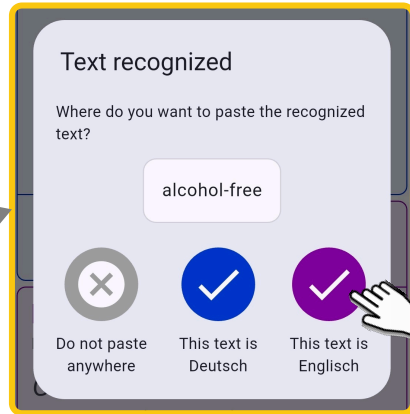 Text recognized
Where do you want to paste the recognized
text?
alcohol-free
Do not paste
anywhere
This text is
Deutsch
This text is
Englisch